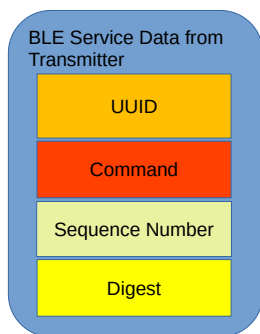 BLE Service Data from
Transmitter
UUID
Command
Sequence Number
Digest